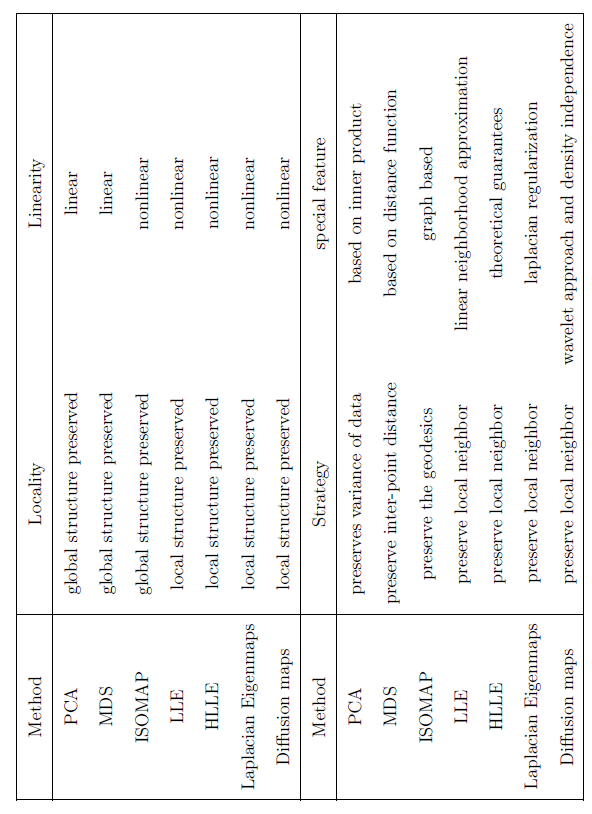 Method Locality Linearity
PCA global structure preserved linear
MDS global structure preserved linear
ISOMAP global structure preserved nonlinear
LLE local structure preserved nonlinear
HLLE local structure preserved nonlinear
Laplacian Eigenmaps local structure preserved nonlinear
Diffusion maps local structure preserved nonlinear
Method Strategy special feature
PCA preserves variance of data based on inner product
MDS preserve inter-point distance based on distance function
ISOMAP preserve the geodesics graph based
LLE preserve local neighbor linear neighborhood approximation
HLLE preserve local neighbor theoretical guarantees
Laplacian Eigenmaps preserve local neighbor laplacian regularization
Diffusion maps preserve local neighbor wavelet approach and density independence